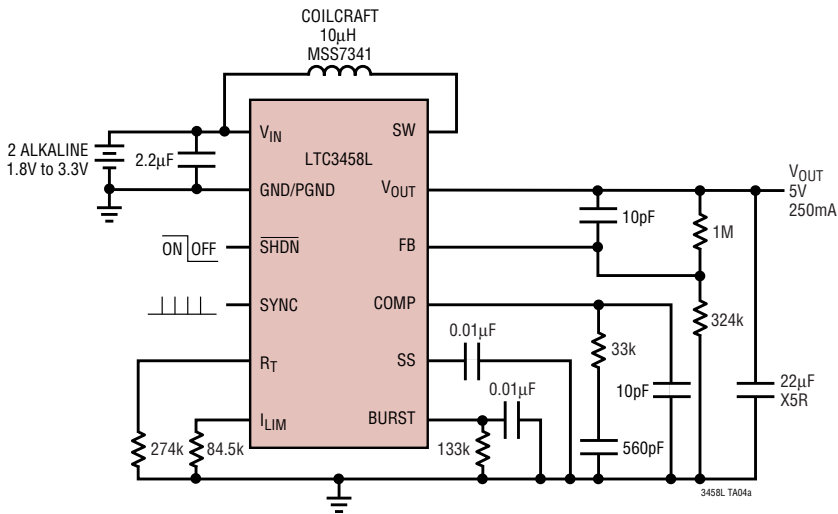 COILCRAFT
10µH
MSS7341
2 ALKALINE
1.8V to 3.3V
2.2µF
VIN
SW
LTC3458L
GND/PGND
VOUT
VOUT
5V
250mA
10pF
1M
ON OFF
SHDN
FB
SYNC
COMP
324k
0.01µF
33k
RT
SS
0.01µF
10pF
22µF
X5R
ILIM
BURST
274k
84.5k
133k
560pF
3458L TA04a